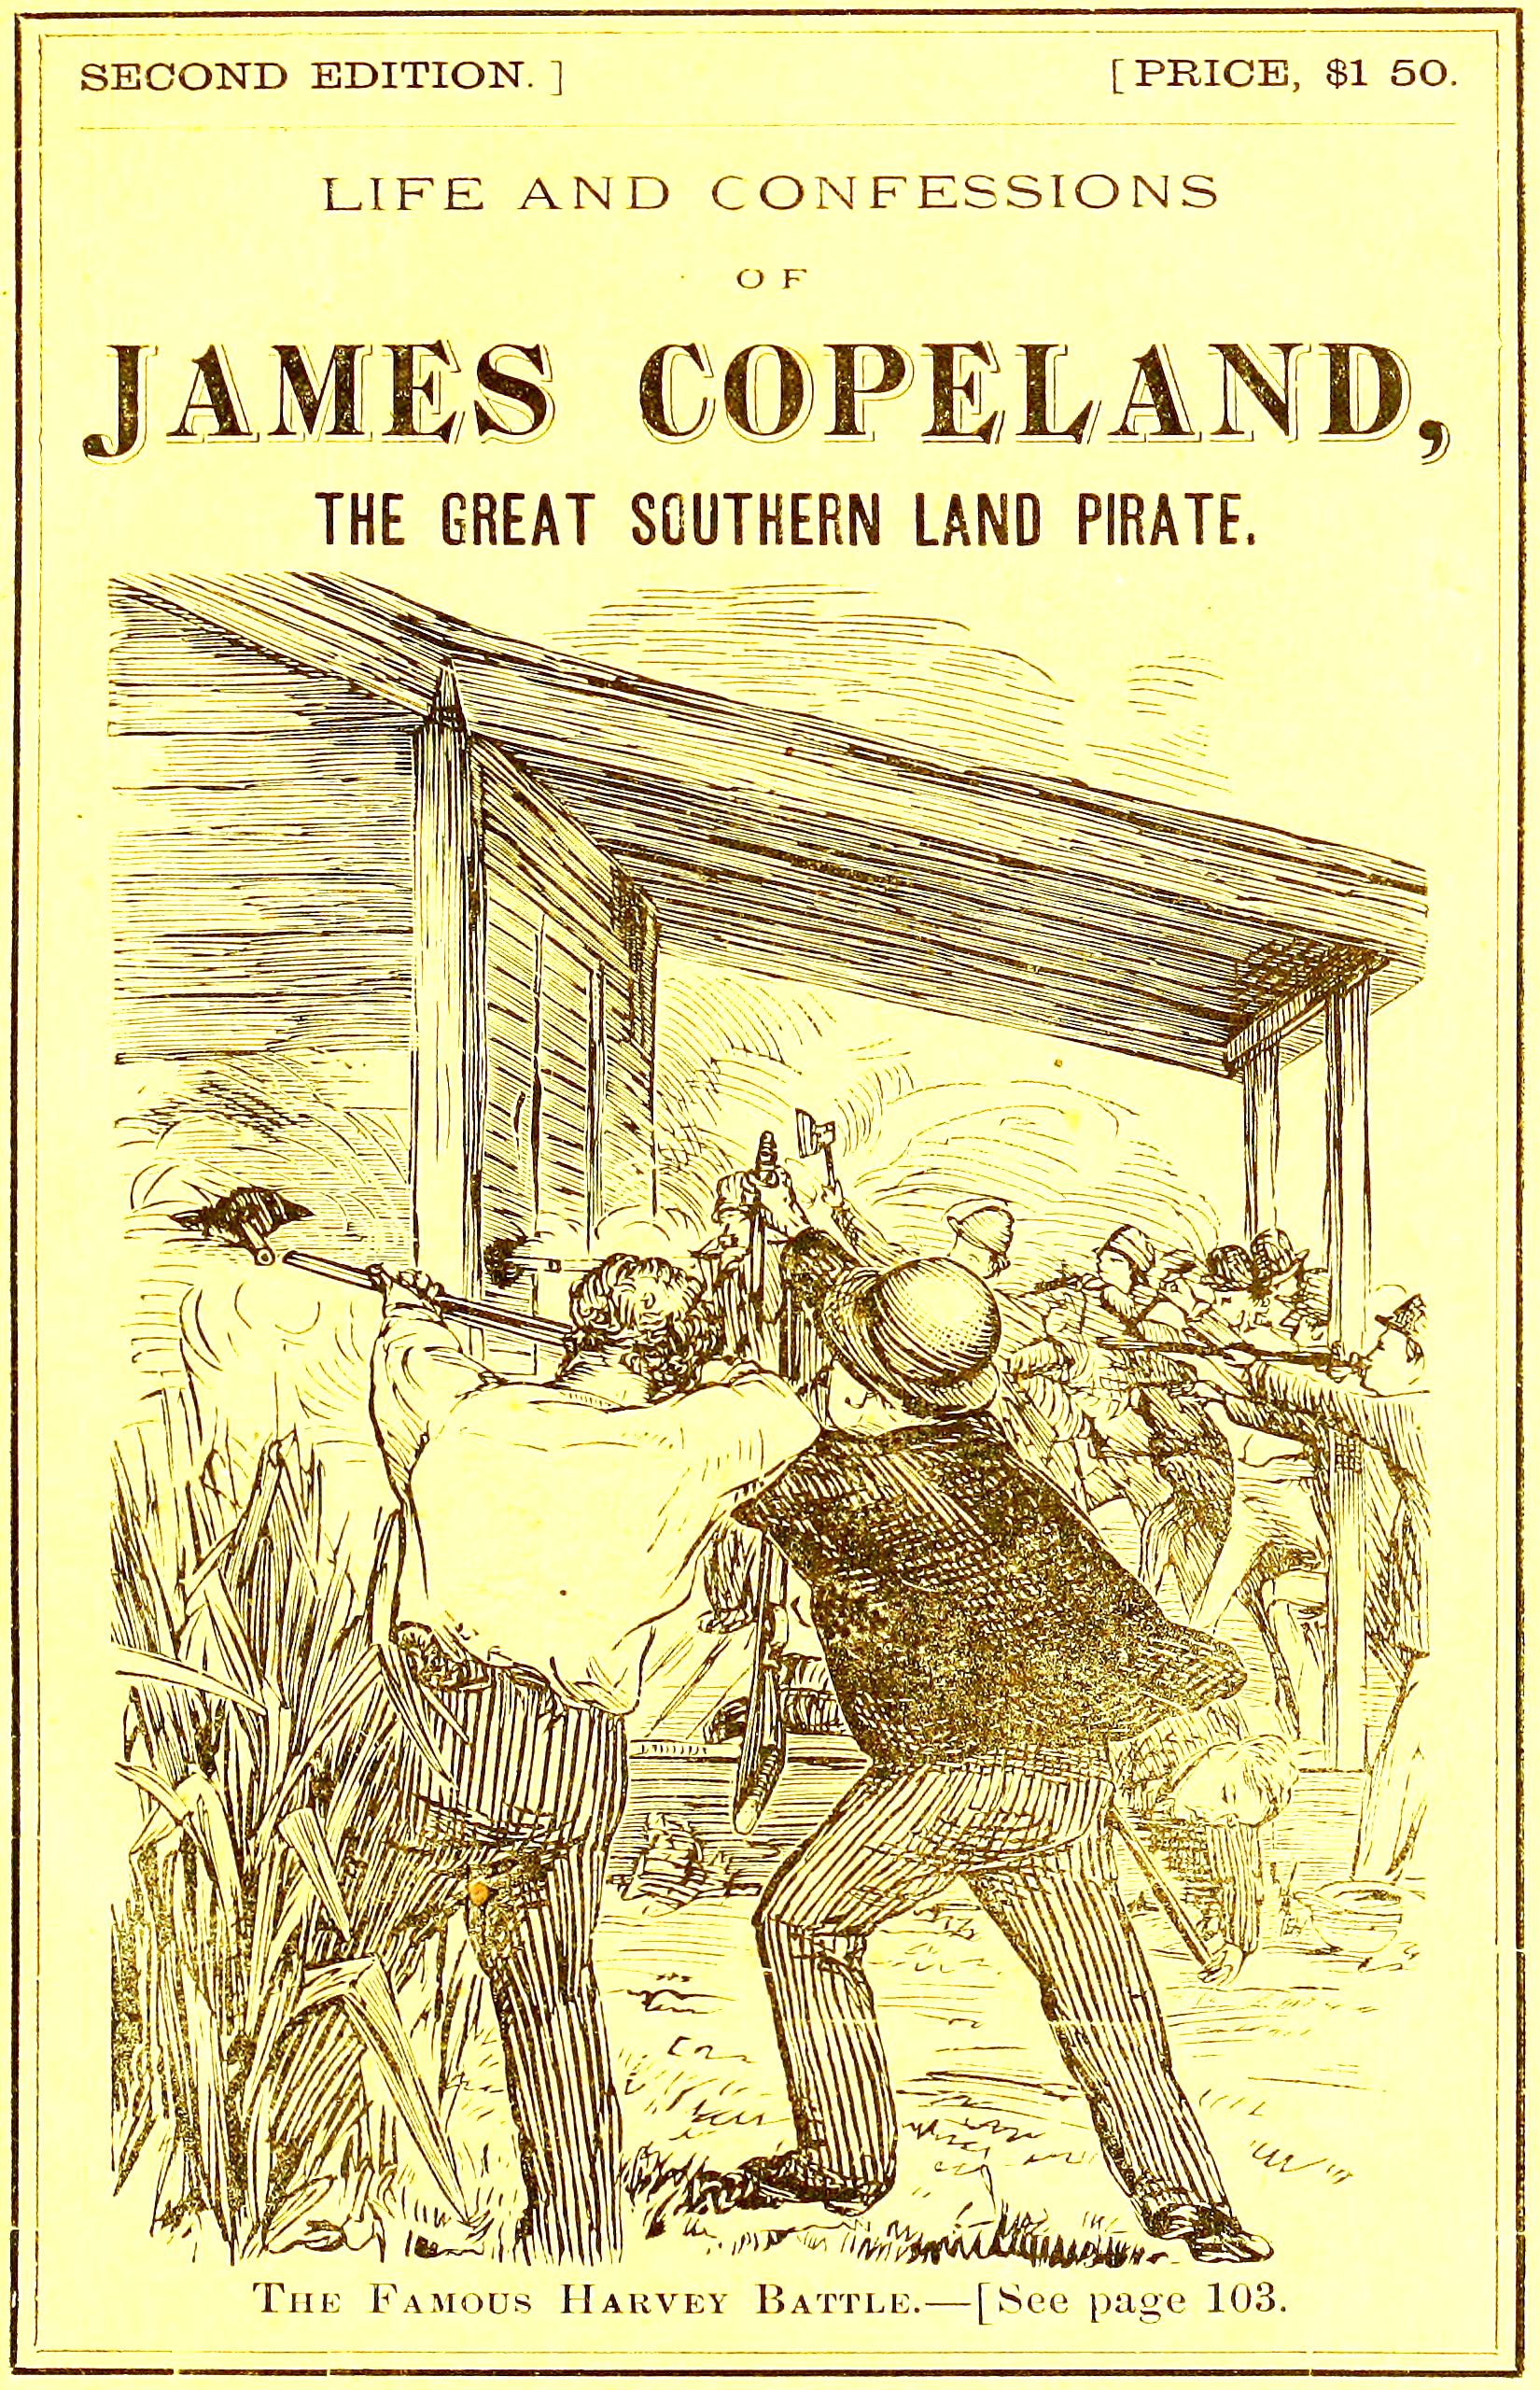 SECOND EDITION. ] [ PRICE, $1 50.
LIFE AND CONFESSIONS
OF
JAMES COPELAND,
THE GREAT SOUTHERN LAND PIRATE.
THE FAMOUS HARVEY BATTLE.—[See page 103.